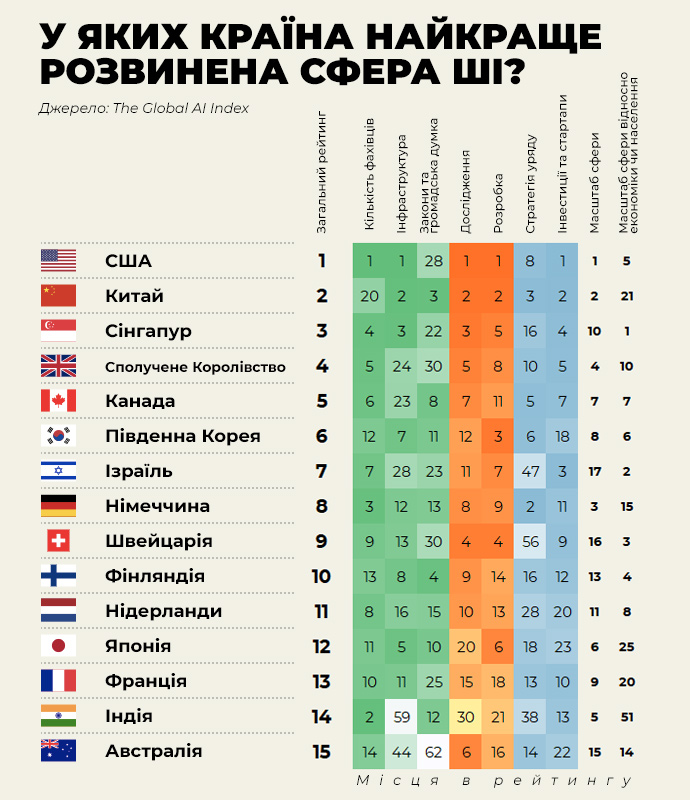 У ЯКИХ КРАЇНА НАЙКРАЩЕ
РОЗВИНЕНА СФЕРА ШІ?
Джерело: The Global AI Index
Загальний рейтинг
Кількість фахівців
Інфраструктура
Закони та
громадська думка
Дослідження
Розробка
Стратегія уряду
Інвестиції та стартапи
Масштаб сфери
Масштаб сфери відносно
економіки чи населення
США 1 1 1 28 1 1 8 1 1 5
Китай 2 20 2 3 2 2 3 2 2 21
Сінгапур 3 4 3 22 3 5 16 4 10 1
Сполучене Королівство 4 5 24 30 5 8 10 5 4 10
Канада 5 6 23 8 7 11 5 7 7 7
Південна Корея 6 12 7 11 12 3 6 18 8 6
Ізраїль 7 7 28 23 11 7 47 3 17 2
Німеччина 8 3 12 13 8 9 2 11 3 15
Швейцарія 9 9 13 30 4 4 56 9 16 3
Фінляндія 10 13 8 4 9 14 16 12 13 4
Нідерланди 11 8 16 15 10 13 28 20 11 8
Японія 12 11 5 10 20 6 18 23 6 25
Франція 13 10 11 25 15 18 13 10 9 20
Індія 14 2 59 12 30 21 38 13 5 51
Австралія 15 14 44 62 6 16 14 22 15 14
Місця в рейтингу